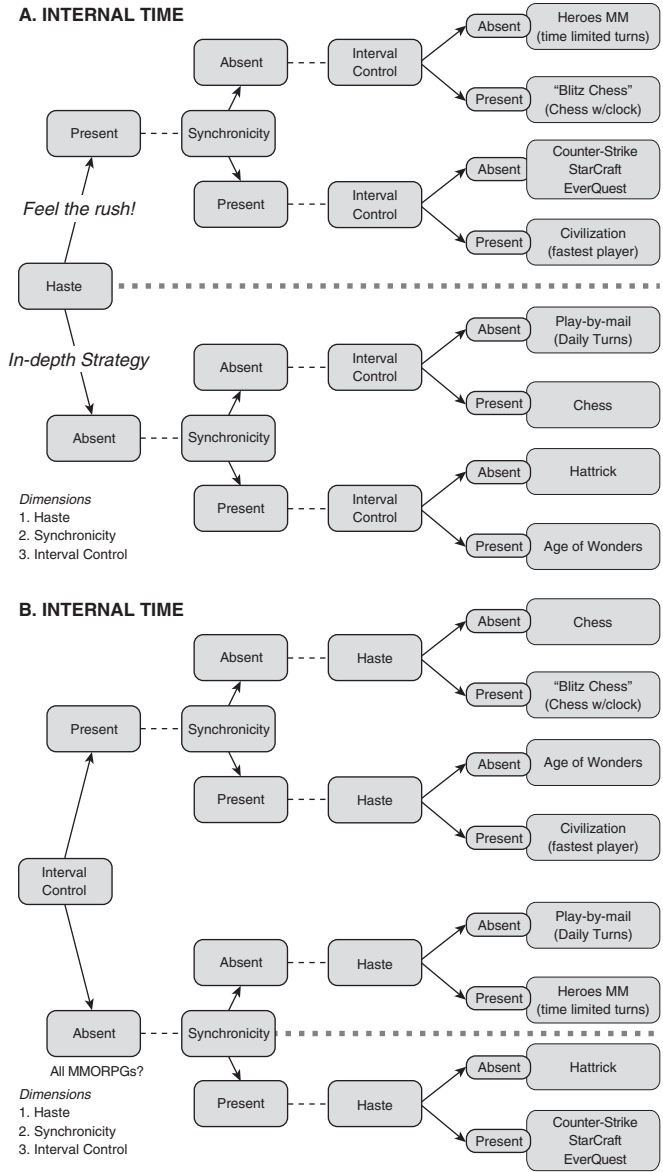 A. INTERNAL TIME
Absent
Heroes MM
(time limited turns)
Absent
Interval
Control
Present
"Blitz Chess"
(Chess w/clock)
Present
Synchronicity
Absent
Counter-Strike
StarCraft
EverQuest
Present
Interval
Control
Feel the rush!
Present
Civilization
(fastest player)
Haste
In-depth Strategy
Absent
Play-by-mail
(Daily Turns)
Absent
Interval
Control
Present
Chess
Absent
Synchronicity
Absent
Hattrick
Present
Interval
Control
Present
Age of Wonders
Dimensions
1. Haste
2. Synchronicity
3. Interval Control
B. INTERNAL TIME
Absent
Chess
Absent
Haste
Present
"Blitz Chess"
(Chess w/clock)
Present
Synchronicity
Absent
Age of Wonders
Present
Haste
Present
Civilization
(fastest player)
Interval
Control
Absent
Play-by-mail
(Daily Turns)
Absent
Haste
Present
Heroes MM
(time limited turns)
Absent
Synchronicity
All MMORPGs?
Absent
Hattrick
Present
Haste
Present
Counter-Strike
StarCraft
EverQuest
Dimensions
1. Haste
2. Synchronicity
3. Interval Control